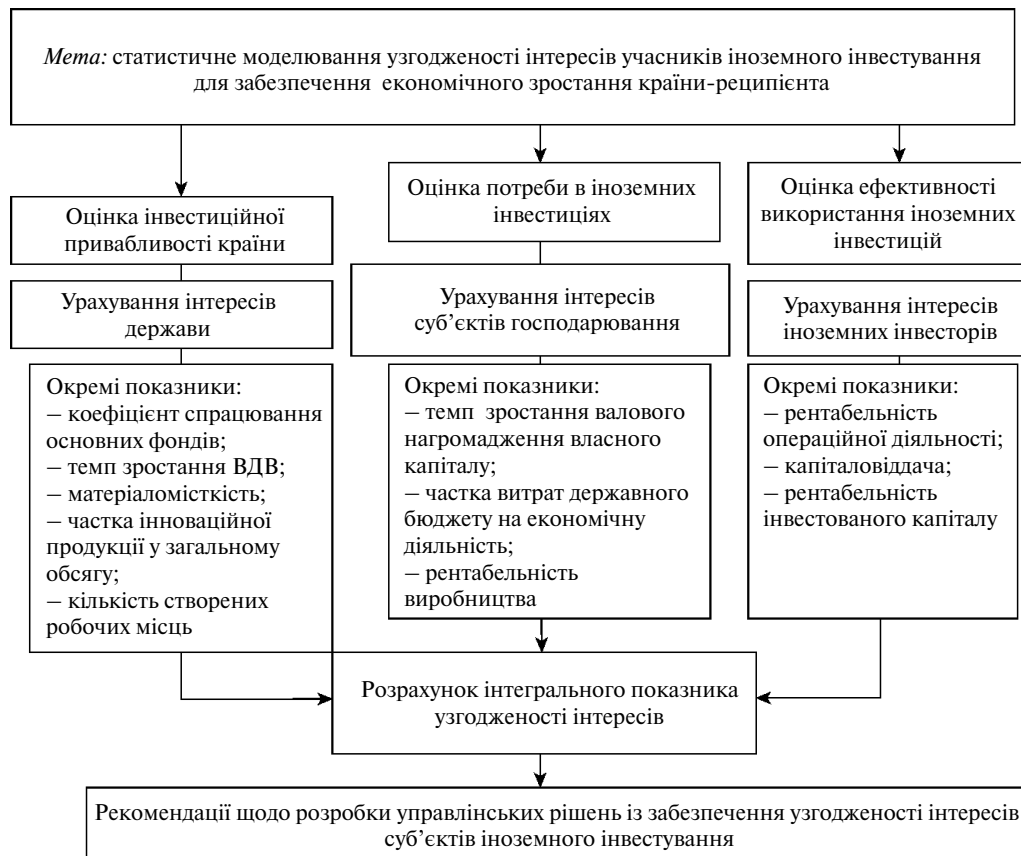 Мета: статистичне моделювання узгодженості інтересів учасників іноземного інвестування
для забезпечення економічного зростання країни-реципієнта
Оцінка інвестиційної
привабливості країни
Оцінка потреби в іноземних
інвестиціях
Оцінка ефективності
використання іноземних
інвестицій
Урахування інтересів
держави
Урахування інтересів
суб’єктів господарювання
Урахування інтересів
іноземних інвесторів
Окремі показники:
– коефіцієнт спрацювання
основних фондів;
– темп зростання ВДВ;
– матеріаломісткість;
– частка інноваційної
продукції у загальному
обсягу;
– кількість створених
робочих місць
Окремі показники:
– темп зростання валового
нагромадження власного
капіталу;
– частка витрат державного
бюджету на економічну
діяльність;
– рентабельність
виробництва
Окремі показники:
– рентабельність
операційної діяльності;
– капіталовіддача;
– рентабельність
інвестованого капіталу
Розрахунок інтегрального показника
узгодженості інтересів
Рекомендації щодо розробки управлінських рішень із забезпечення узгодженості інтересів
суб’єктів іноземного інвестування